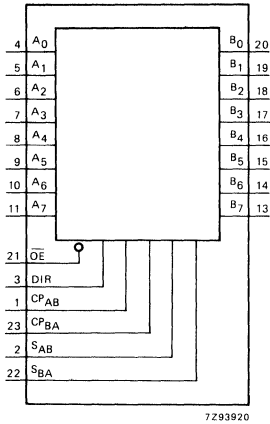 4 A0 B0 20
5 A1 B1 19
6 A2 B2 18
7 A3 B3 17
8 A4 B4 16
9 A5 B5 15
10 A6 B6 14
11 A7 B7 13
21 O̅E̅
3 DIR
1 CPAB
23 CPBA
2 SAB
22 SBA
7Z93920